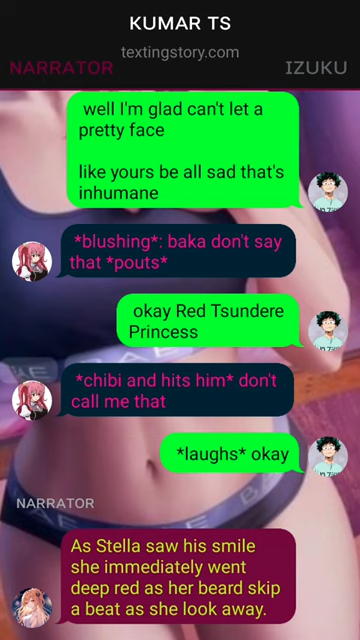 KUMAR TS
textingstory.com
NARRATOR
IZUKU
well I'm glad can't let a
pretty face
like yours be all sad that's
inhumane
*blushing*: baka don't say
that *pouts*
okay Red Tsundere
Princess
*chibi and hits him* don't
call me that
*laughs* okay
NARRATOR
As Stella saw his smile
she immediately went
deep red as her beard skip
a beat as she look away.